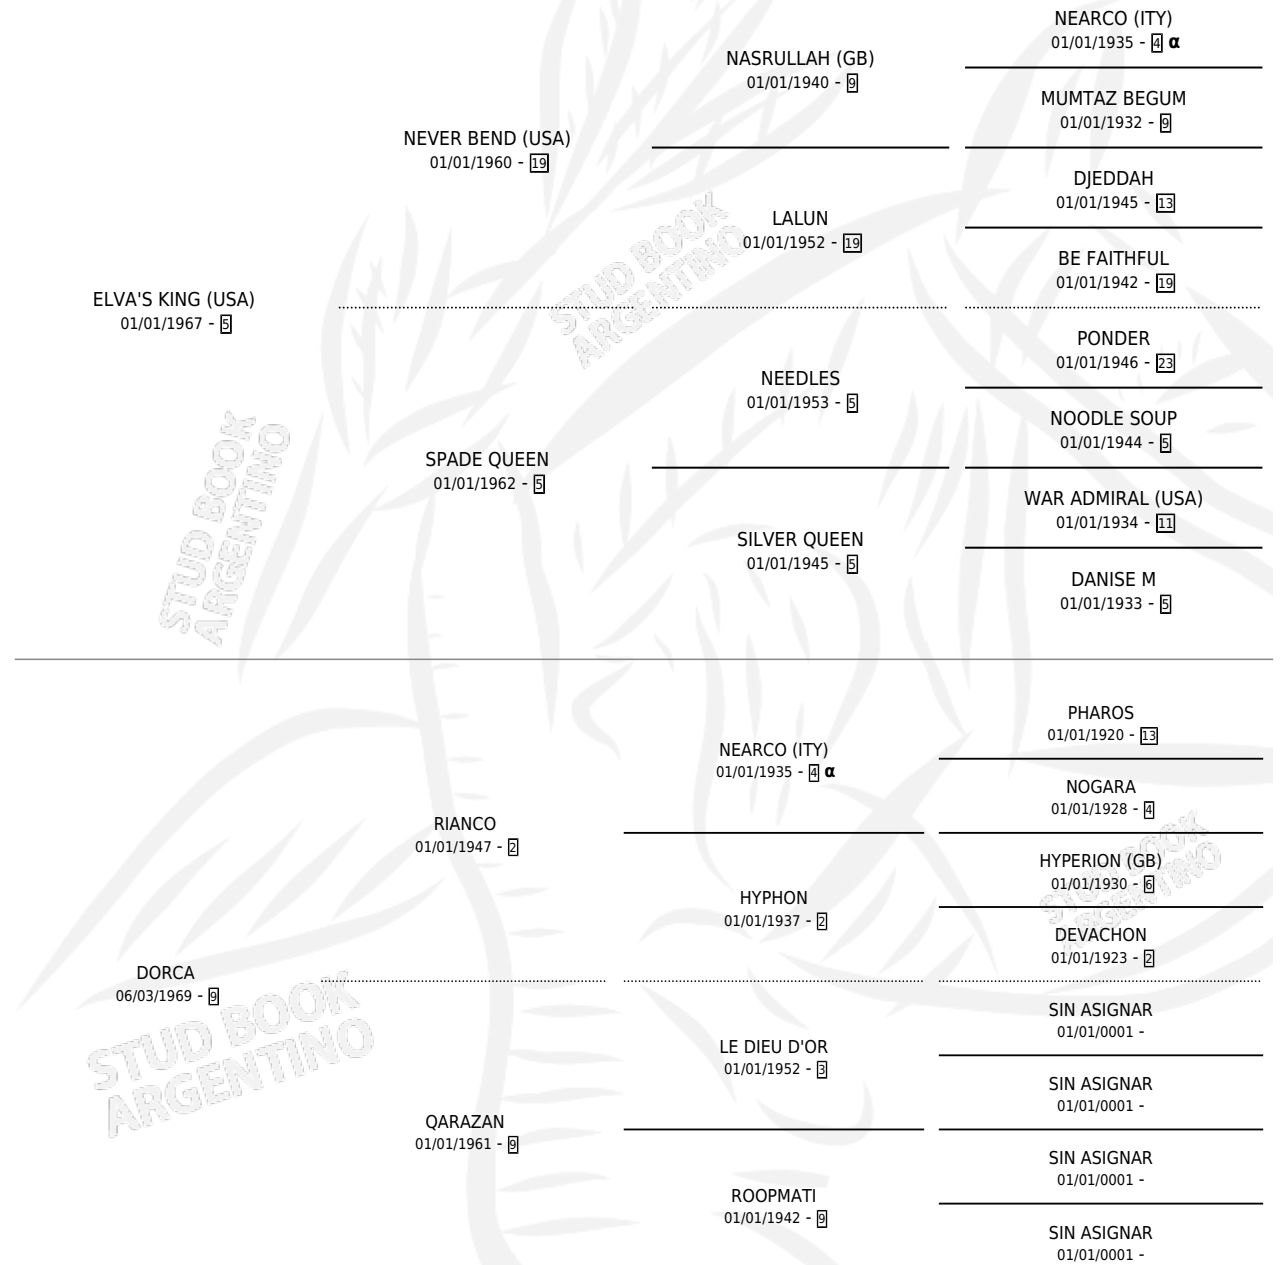 NEARCO (ITY)
01/01/1935 - 4 α
NASRULLAH (GB)
01/01/1940 - 9
MUMTAZ BEGUM
01/01/1932 - 9
NEVER BEND (USA)
01/01/1960 - 19
DJEDDAH
01/01/1945 - 13
LALUN
01/01/1952 - 19
BE FAITHFUL
01/01/1942 - 19
ELVA'S KING (USA)
01/01/1967 - 5
PONDER
01/01/1946 - 23
NEEDLES
01/01/1953 - 5
NOODLE SOUP
01/01/1944 - 5
SPADE QUEEN
01/01/1962 - 5
WAR ADMIRAL (USA)
01/01/1934 - 11
SILVER QUEEN
01/01/1945 - 5
DANISE M
01/01/1933 - 5
PHAROS
01/01/1920 - 13
NEARCO (ITY)
01/01/1935 - 4 α
NOGARA
01/01/1928 - 4
RIANCO
01/01/1947 - 2
HYPERION (GB)
01/01/1930 - 6
HYPHON
01/01/1937 - 2
DEVACHON
01/01/1923 - 2
DORCA
06/03/1969 - 9
SIN ASIGNAR
01/01/0001 -
LE DIEU D'OR
01/01/1952 - 3
SIN ASIGNAR
01/01/0001 -
QARAZAN
01/01/1961 - 9
SIN ASIGNAR
01/01/0001 -
ROOPMATI
01/01/1942 - 9
SIN ASIGNAR
01/01/0001 -
STUD BOOK
ARGENTINO
STUD BOOK
ARGENTINO
STUD BOOK
ARGENTINO
STUD BOOK
ARGENTINO